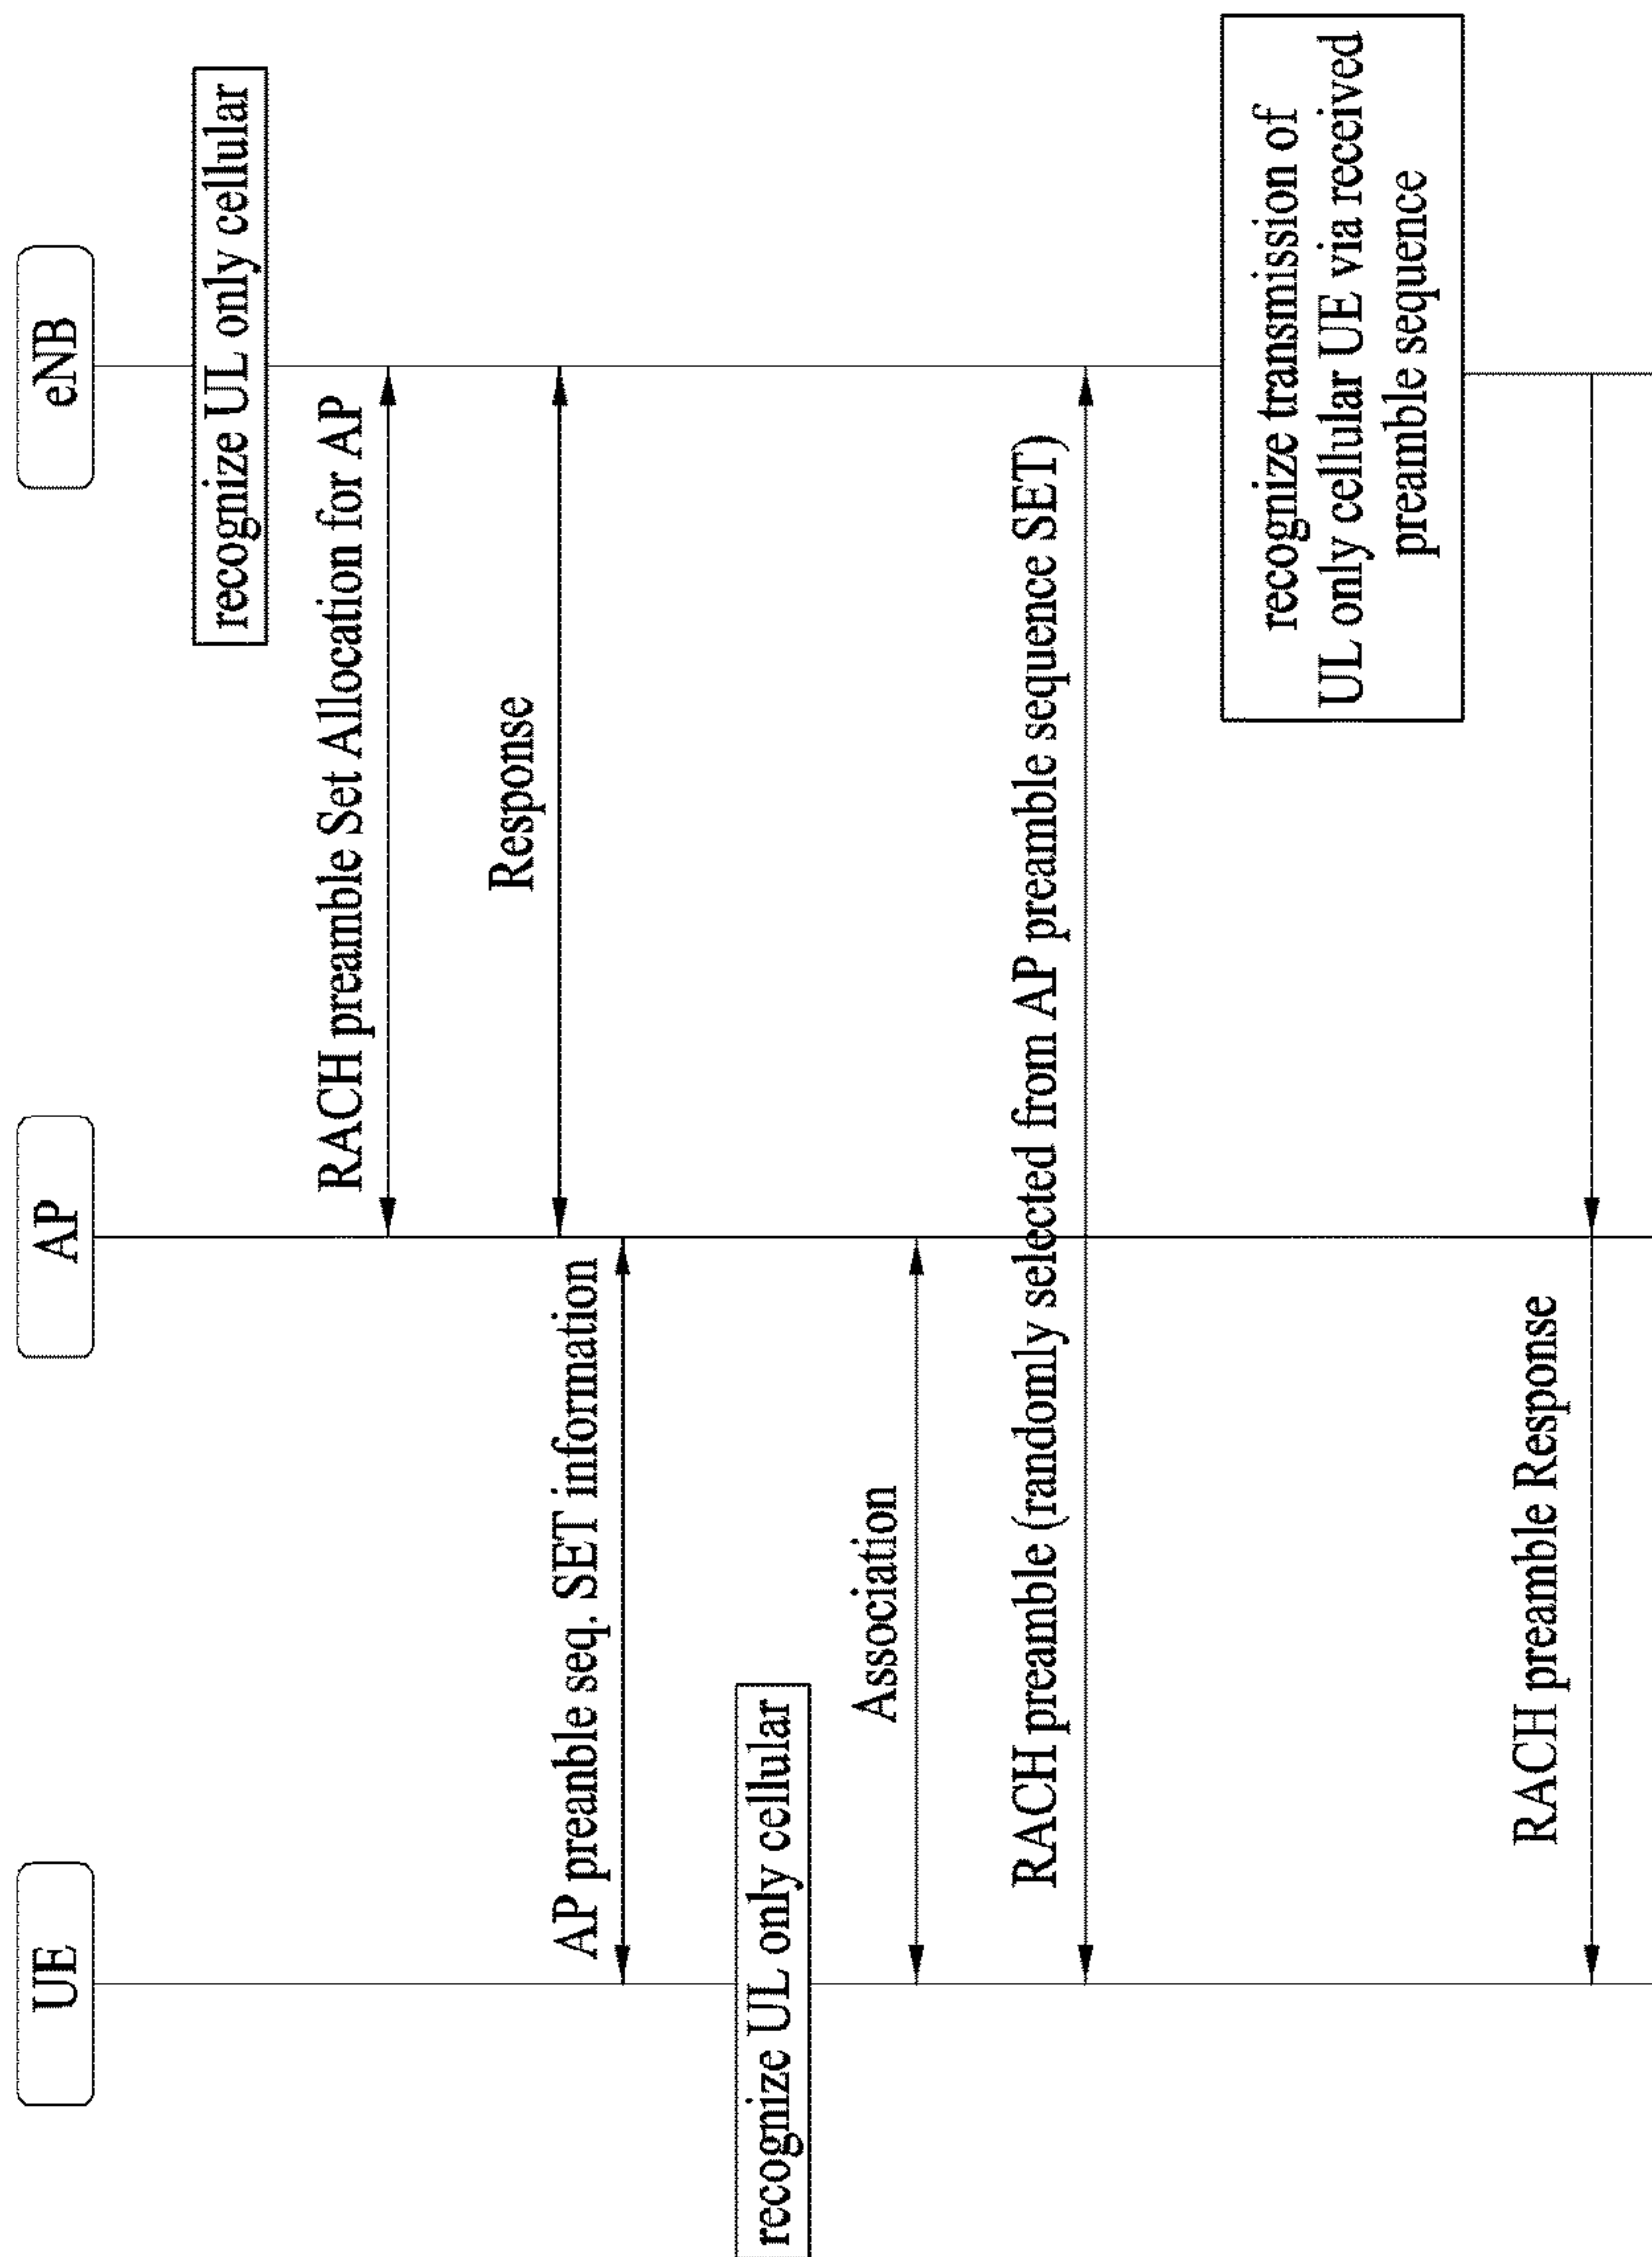 UE
AP
eNB
recognize UL only cellular
RACH preamble Set Allocation for AP
Response
AP preanble seq. SET information
recognize UL only cellular
Association
RACH preamble (randomly selected from AP preamble sequence SET)
recognize transmission of
UL only cellular UE via received
preamble sequence
RACH preamble Response